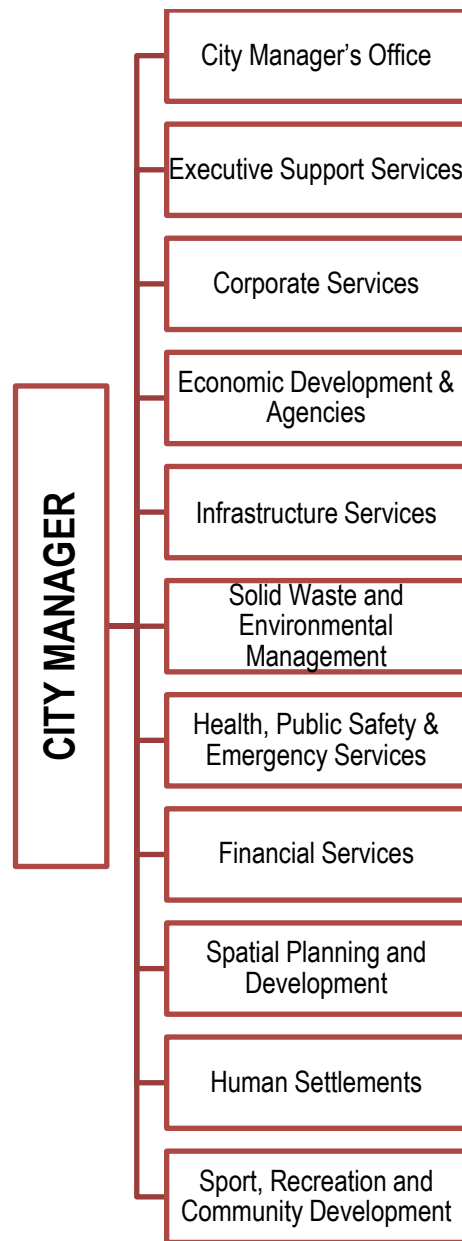 CITY MANAGER
City Manager’s Office
Executive Support Services
Corporate Services
Economic Development &
Agencies
Infrastructure Services
Solid Waste and
Environmental
Management
Health, Public Safety &
Emergency Services
Financial Services
Spatial Planning and
Development
Human Settlements
Sport, Recreation and
Community Development